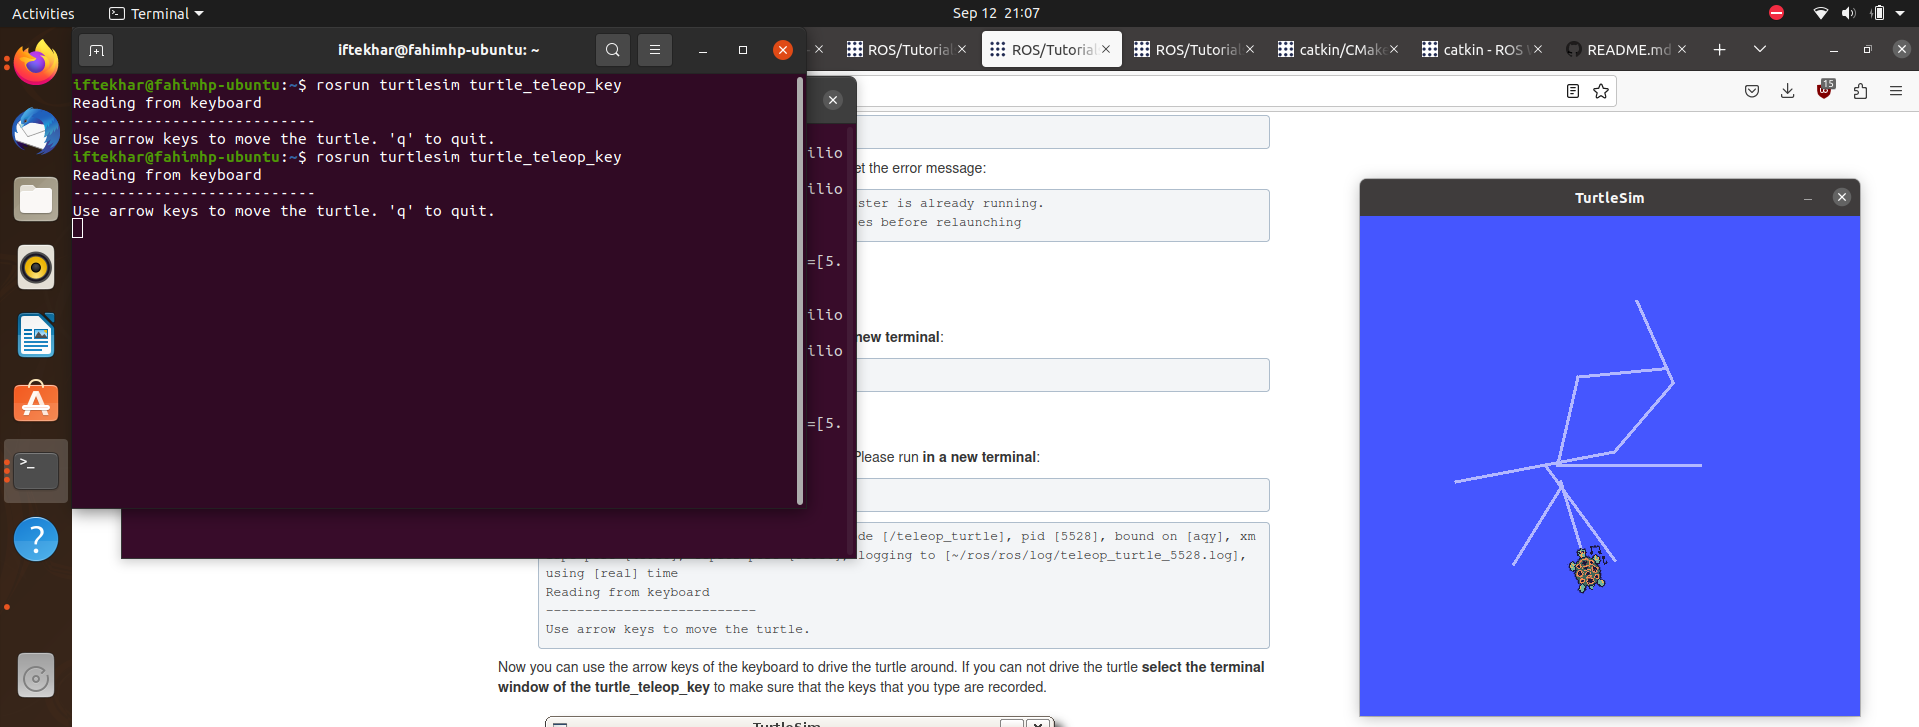 Activities
Terminal
Sep 12 21:07
iftekhar@fahimhp-ubuntu: ~
ROS/Tutorial
ROS/Tutorial
ROS/Tutorial
catkin/CMake
catkin - ROS W
README.md
15
iftekhar@fahimhp-ubuntu:~$ rosrun turtlesim turtle_teleop_key
Reading from keyboard
---------------------------
Use arrow keys to move the turtle. 'q' to quit.
iftekhar@fahimhp-ubuntu:~$ rosrun turtlesim turtle_teleop_key
Reading from keyboard
---------------------------
Use arrow keys to move the turtle. 'q' to quit.
ilio
ilio
=[5.
ilio
ilio
=[5.
et the error message:
ster is already running.
es before relaunching
new terminal:
Please run in a new terminal:
de [/teleop_turtle], pid [5528], bound on [aqy], xm
logging to [~/ros/ros/log/teleop_turtle_5528.log],
using [real] time
Reading from keyboard
---------------------------
Use arrow keys to move the turtle.
Now you can use the arrow keys of the keyboard to drive the turtle around. If you can not drive the turtle select the terminal
window of the turtle_teleop_key to make sure that the keys that you type are recorded.
TurtleSim
TurtleSim